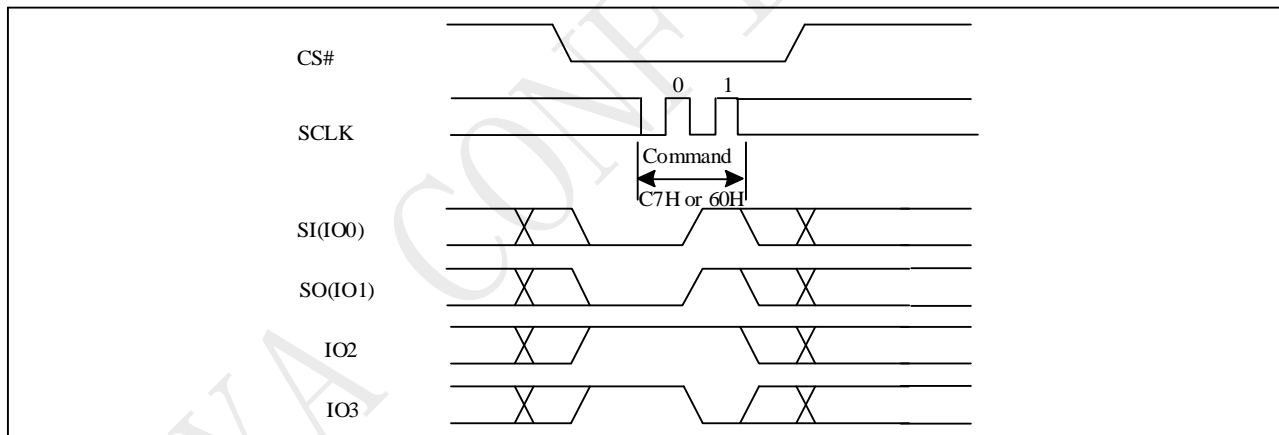 CS#
0 1
SCLK
Command
C7H or 60H
SI(IO0)
SO(IO1)
IO2
IO3